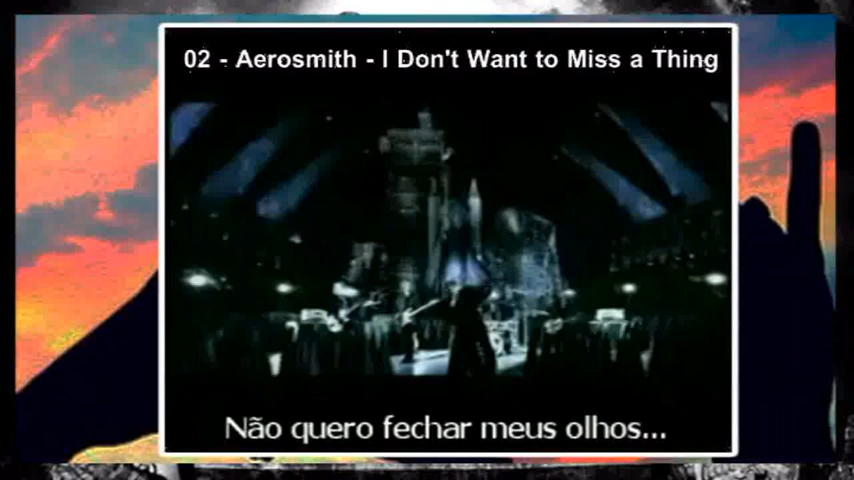 02 - Aerosmith - I Don't Want to Miss a Thing
Não quero fechar meus olhos...